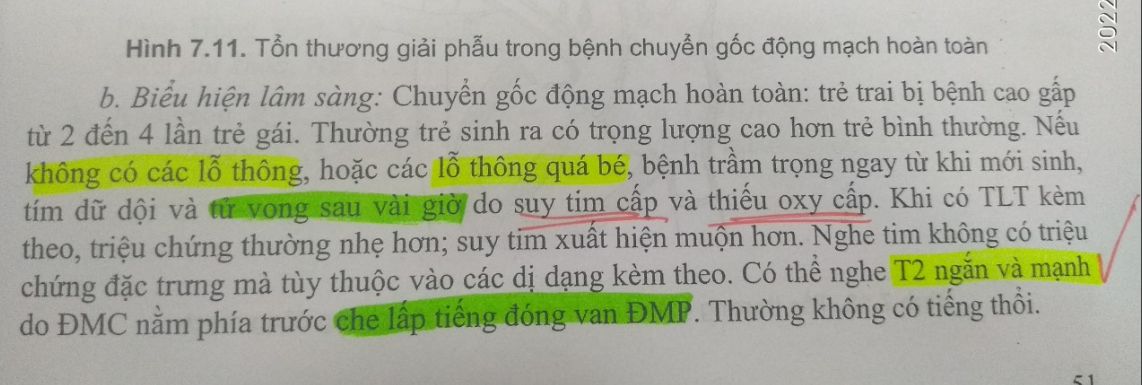 2022
Hình 7.11. Tổn thương giải phẫu trong bệnh chuyển gốc động mạch hoàn toàn
b. Biểu hiện lâm sàng: Chuyển gốc động mạch hoàn toàn: trẻ trai bị bệnh cao gấp
từ 2 đến 4 lần trẻ gái. Thường trẻ sinh ra có trọng lượng cao hơn trẻ bình thường. Nếu
không có các lỗ thông, hoặc các lỗ thông quá bé, bệnh trầm trọng ngay từ khi mới sinh,
tím dữ dội và tử vong sau vài giờ do suy tim cấp và thiếu oxy cấp. Khi có TLT kèm
theo, triệu chứng thường nhẹ hơn; suy tim xuất hiện muộn hơn. Nghe tim không có triệu
chứng đặc trưng mà tùy thuộc vào các dị dạng kèm theo. Có thể nghe T2 ngắn và mạnh
do ĐMC nằm phía trước che lấp tiếng đóng van ĐMP. Thường không có tiếng thổi.
51